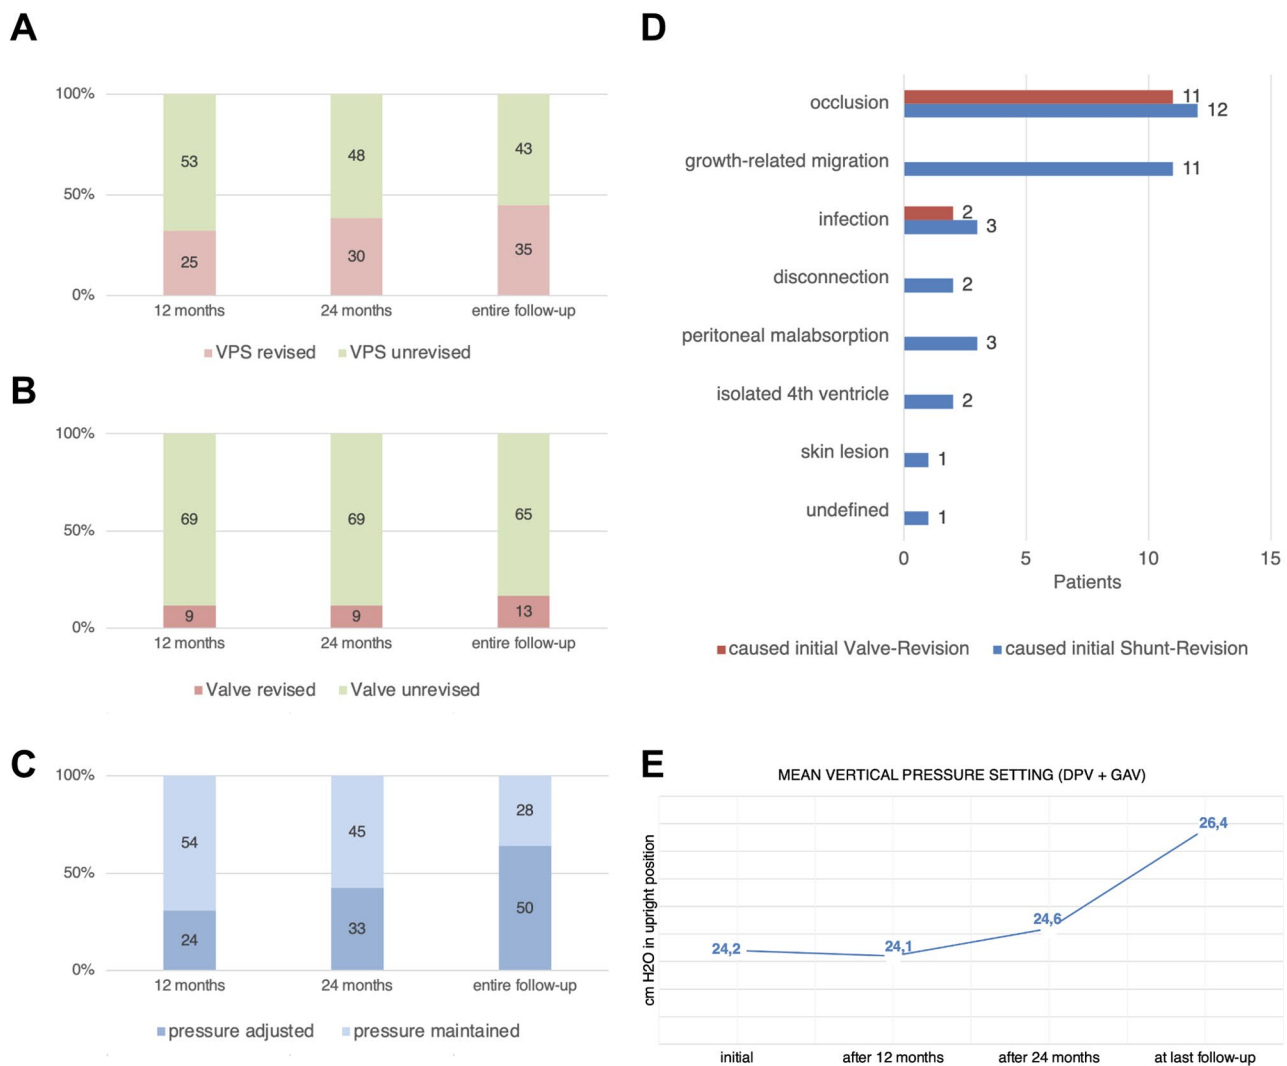 A
100%
50%
0%
53
48
43
25
30
35
12 months
24 months
entire follow-up
VPS revised
VPS unrevised
B
100%
50%
0%
69
69
65
9
9
13
12 months
24 months
entire follow-up
Valve revised
Valve unrevised
C
100%
50%
0%
54
45
28
24
33
50
12 months
24 months
entire follow-up
pressure adjusted
pressure maintained
D
occlusion
11
12
growth-related migration
11
infection
2
3
disconnection
2
peritoneal malabsorption
3
isolated 4th ventricle
2
skin lesion
1
undefined
1
0
5
10
15
Patients
caused initial Valve-Revision
caused initial Shunt-Revision
E
MEAN VERTICAL PRESSURE SETTING (DPV + GAV)
cm H2O in upright position
24,2
24,1
24,6
26,4
initial
after 12 months
after 24 months
at last follow-up